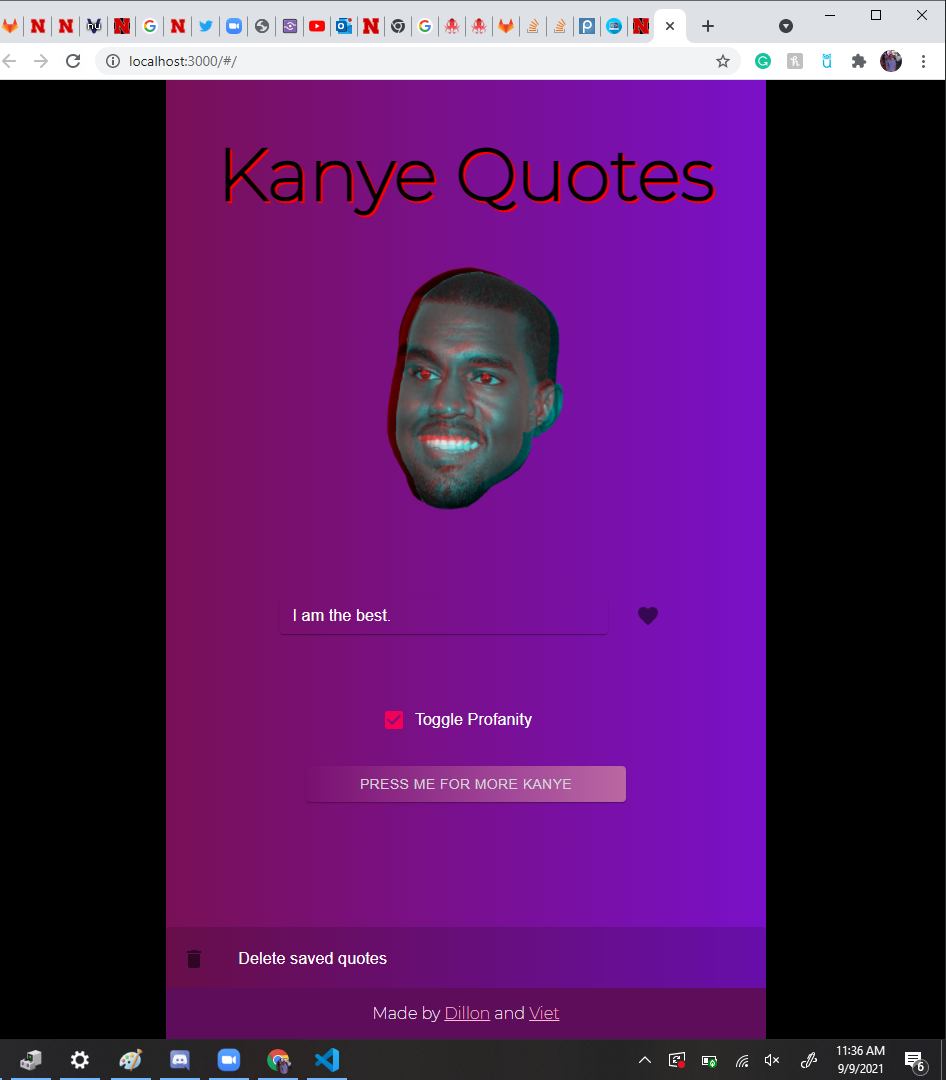 localhost:3000/#/
Kanye Quotes
I am the best.
Toggle Profanity
PRESS ME FOR MORE KANYE
Delete saved quotes
Made by Dillon and Viet
11:36 AM
9/9/2021
6